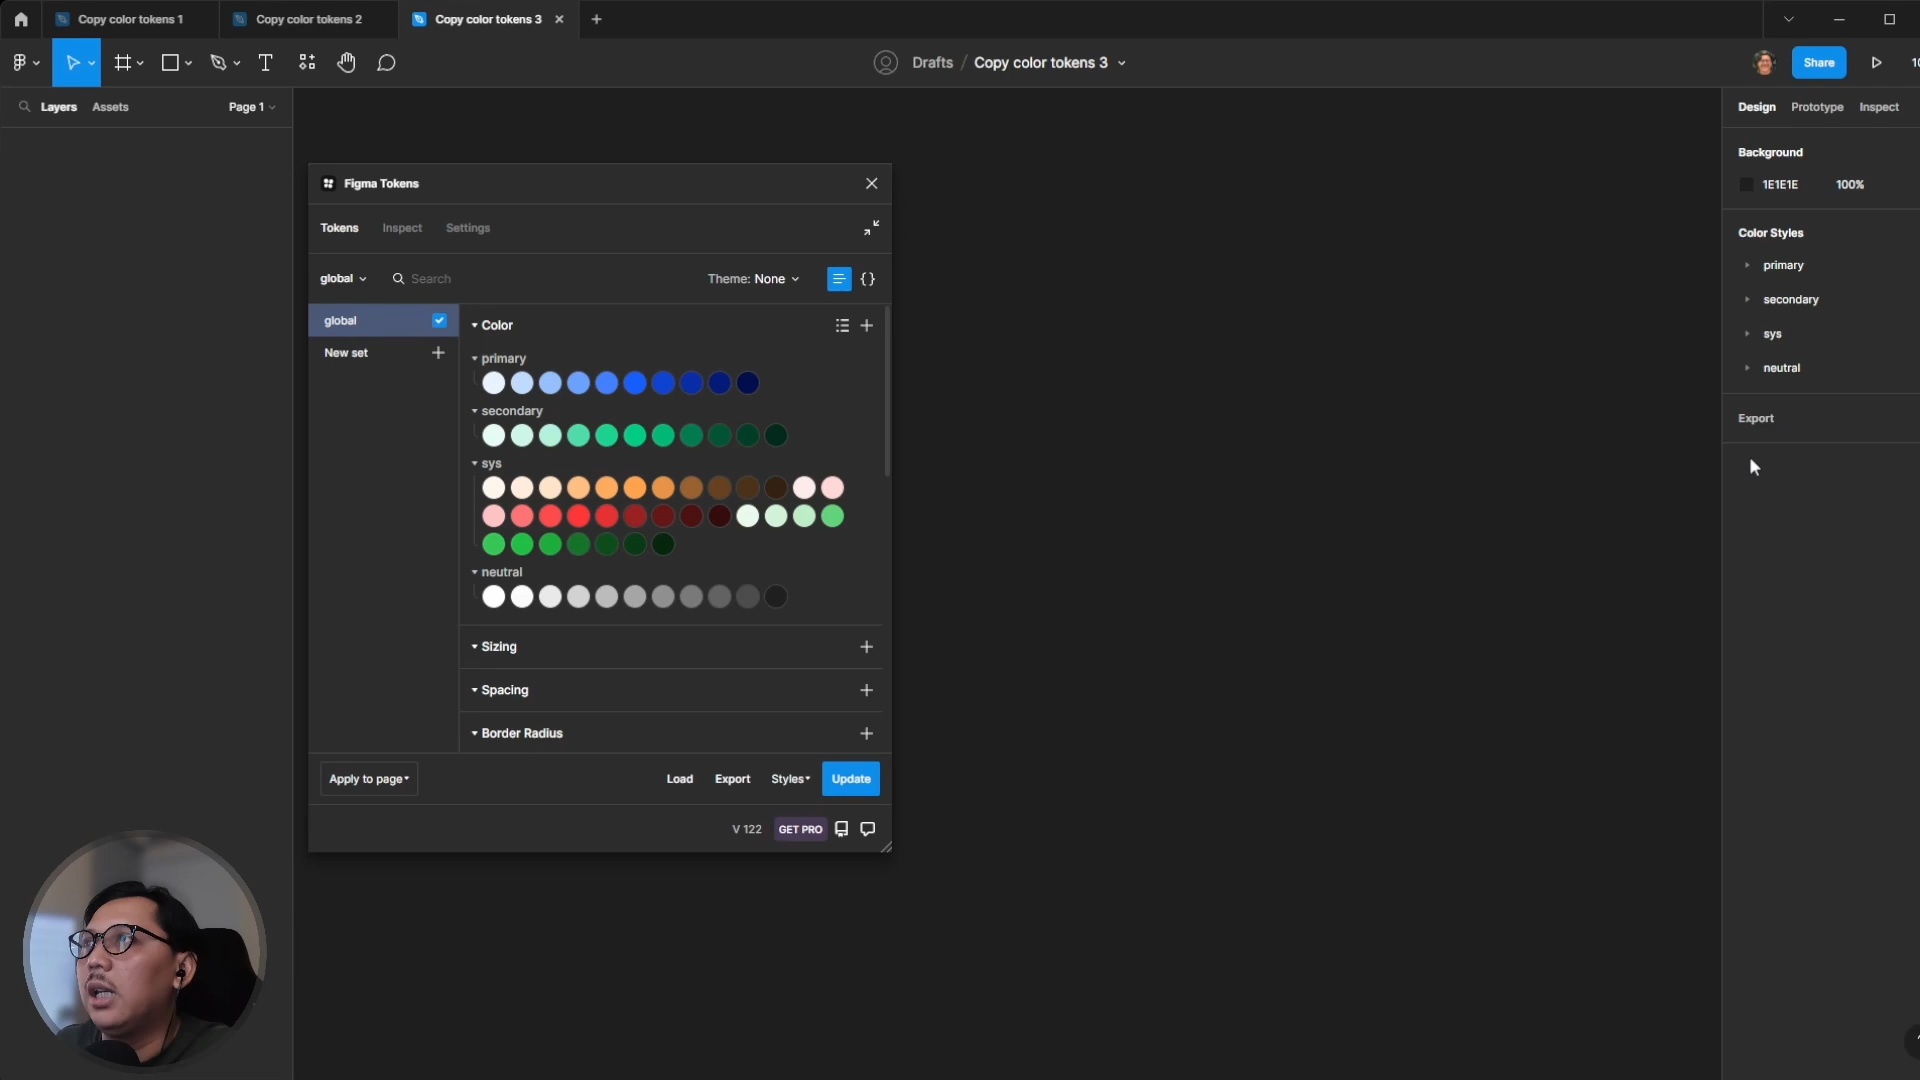 Copy color tokens 1
Copy color tokens 2
Copy color tokens 3
Drafts / Copy color tokens 3
Share
10
Layers Assets Page 1
Design Prototype Inspect
Background
1E1E1E 100%
Color Styles
primary
secondary
sys
neutral
Export
Figma Tokens
Tokens Inspect Settings
global Search Theme: None {}
global
New set
Color
primary
secondary
sys
neutral
Sizing
Spacing
Border Radius
Apply to page Load Export Styles Update
V 122 GET PRO